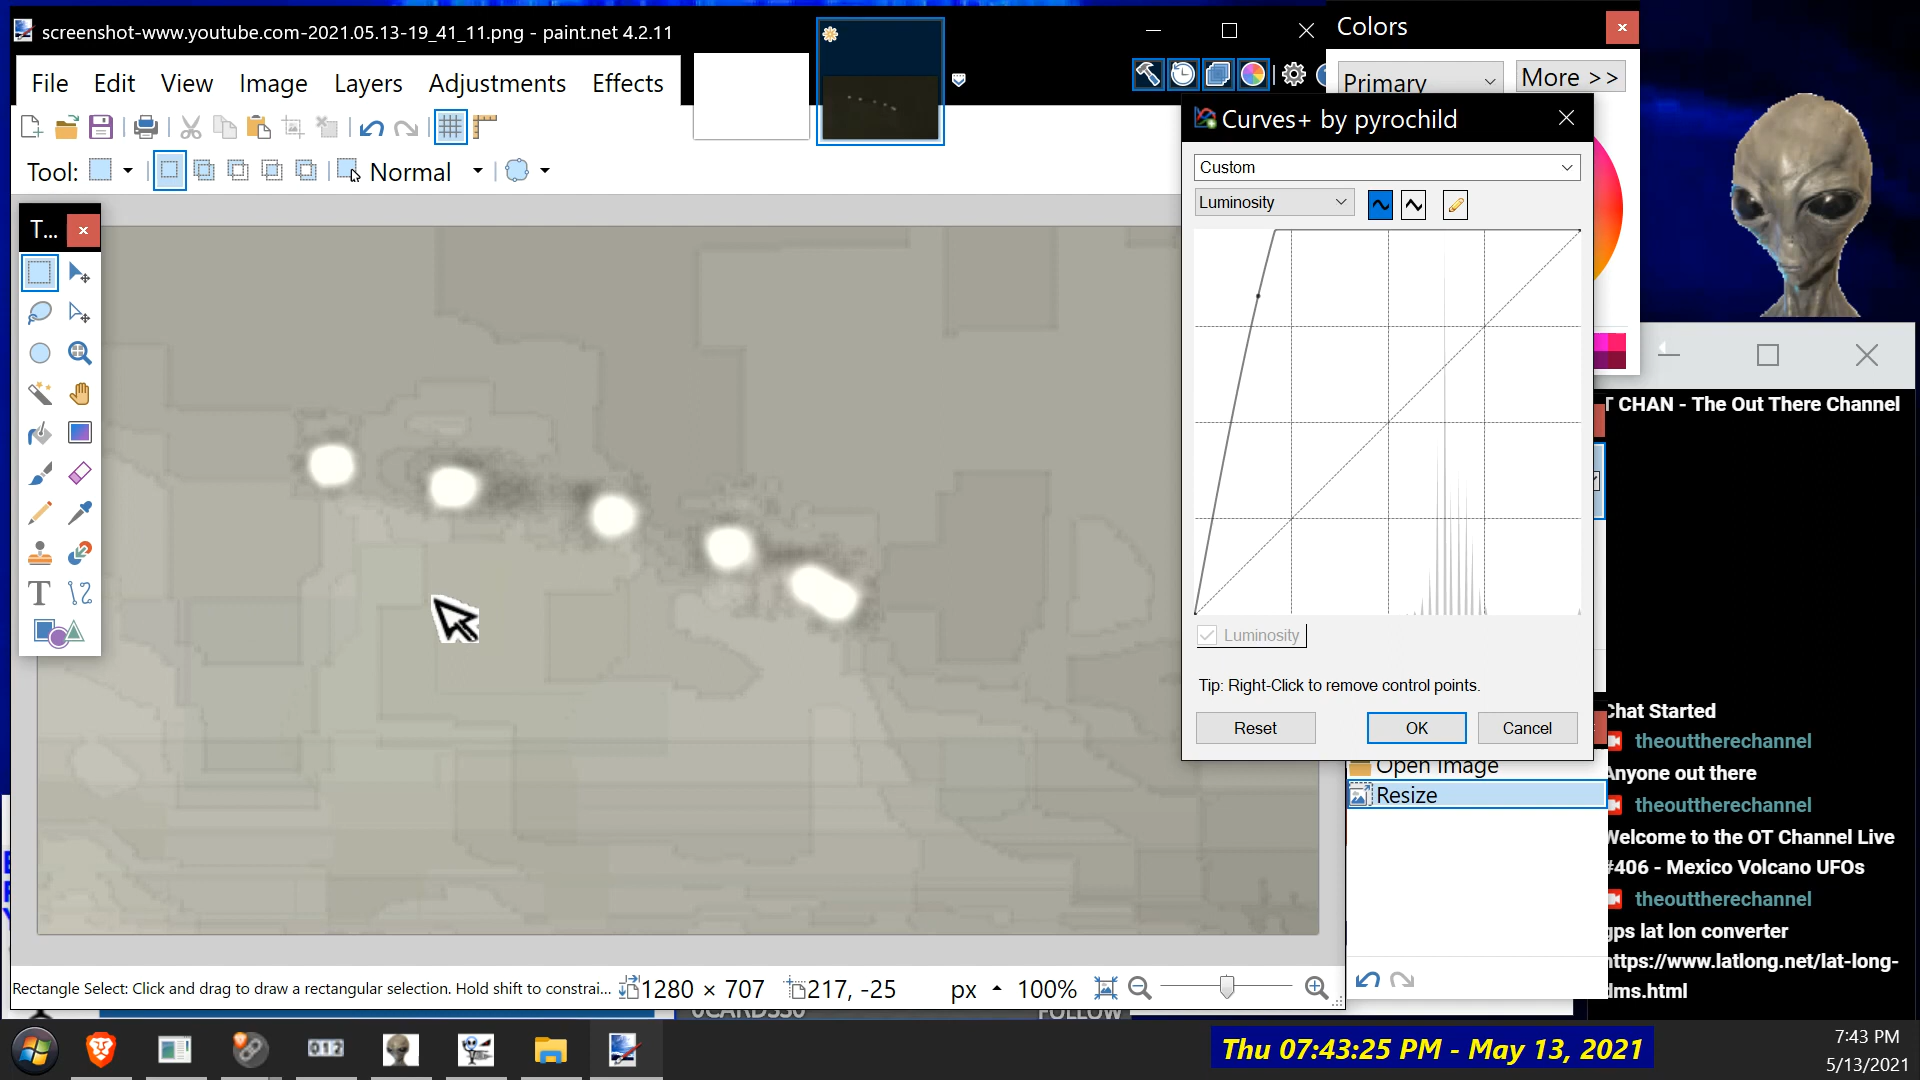 screenshot-www.youtube.com-2021.05.13-19_41_11.png - paint.net 4.2.11
Colors
File Edit View Image Layers Adjustments Effects
Primary
More >>
Curves+ by pyrochild
Custom
Tool:
Normal
Luminosity
T...
T CHAN - The Out There Channel
Luminosity
Tip: Right-Click to remove control points.
Reset
OK
Cancel
Chat Started
theouttherechannel
Anyone out there
theouttherechannel
Open Image
Resize
Welcome to the OT Channel Live
#406 - Mexico Volcano UFOs
theouttherechannel
gps lat lon converter
https://www.latlong.net/lat-long-
dms.html
Rectangle Select: Click and drag to draw a rectangular selection. Hold shift to constrai...
1280 × 707
217, -25
px
100%
FOLLOW
012
Thu 07:43:25 PM - May 13, 2021
7:43 PM
5/13/2021